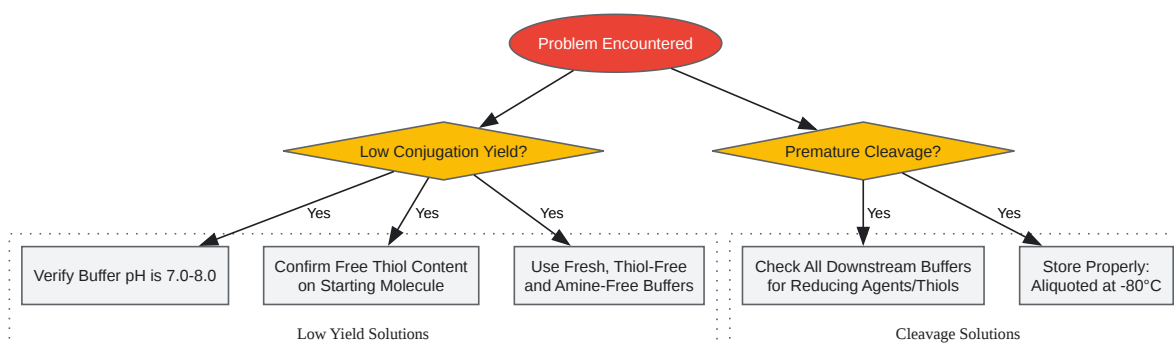 Problem Encountered
Low Conjugation Yield?
Premature Cleavage?
Yes
Yes
Yes
Yes
Yes
Verify Buffer pH is 7.0-8.0
Confirm Free Thiol Content
on Starting Molecule
Use Fresh, Thiol-Free
and Amine-Free Buffers
Check All Downstream Buffers
for Reducing Agents/Thiols
Store Properly:
Aliquoted at -80°C
Low Yield Solutions
Cleavage Solutions